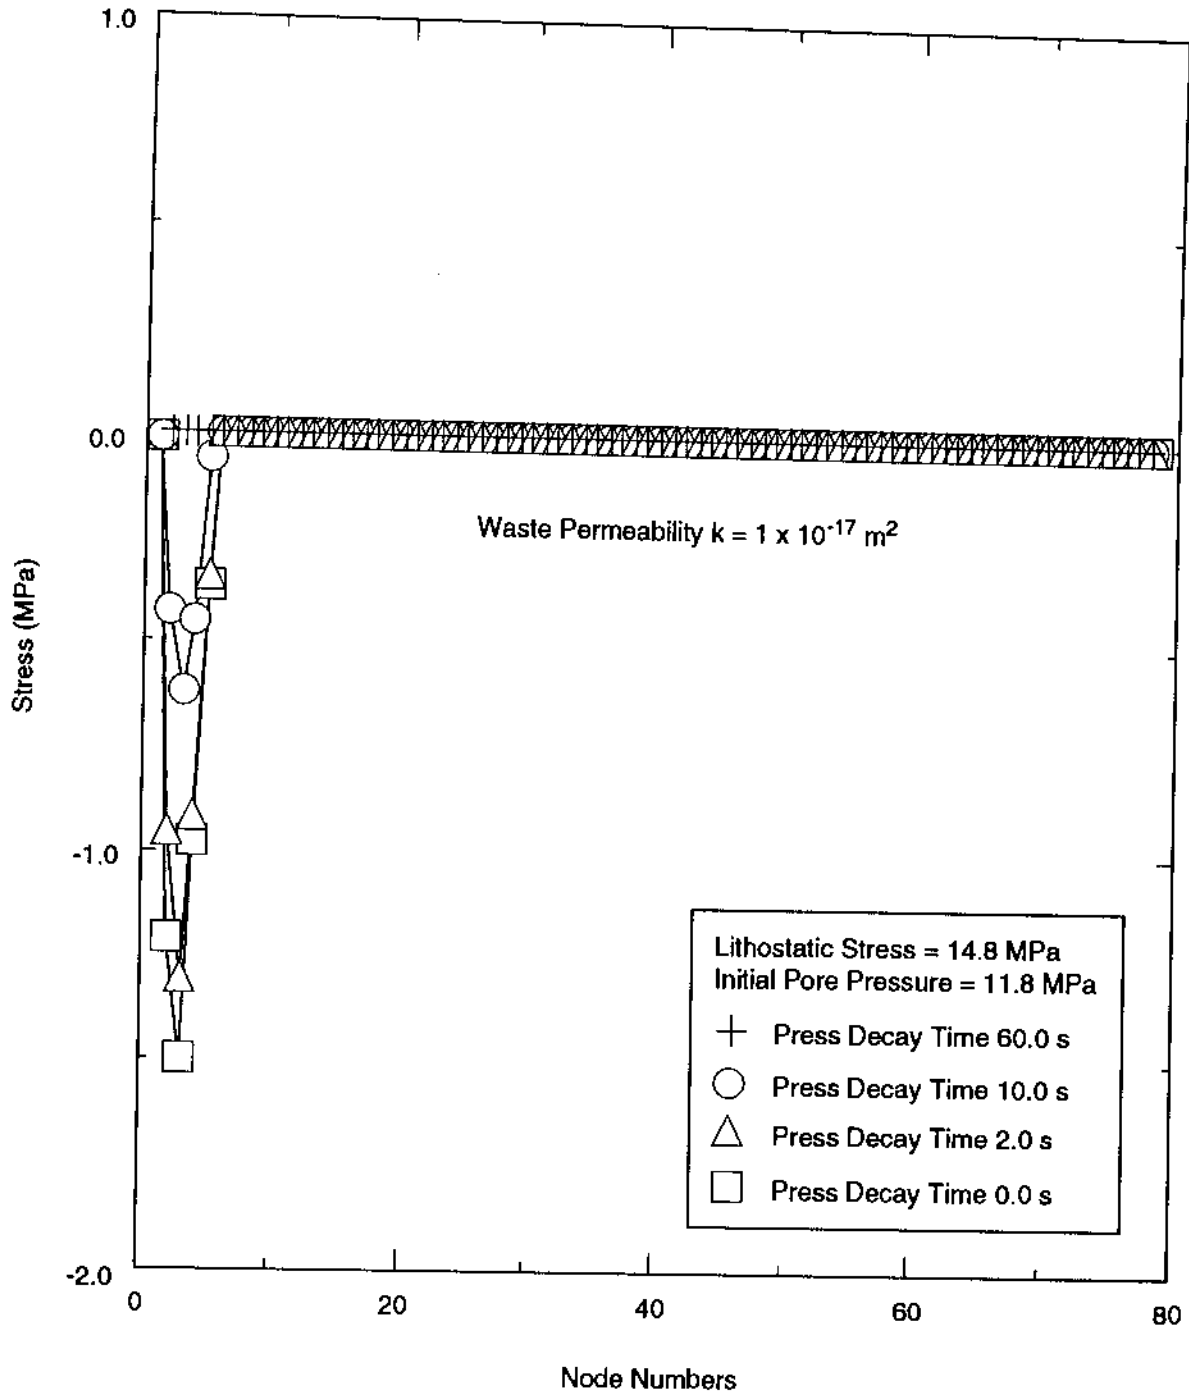 1.0
0.0
-1.0
-2.0
Stress (MPa)
Waste Permeability k = 1 x 10⁻¹⁷ m²
Lithostatic Stress = 14.8 MPa
Initial Pore Pressure = 11.8 MPa
Press Decay Time 60.0 s
Press Decay Time 10.0 s
Press Decay Time 2.0 s
Press Decay Time 0.0 s
0 20 40 60 80
Node Numbers